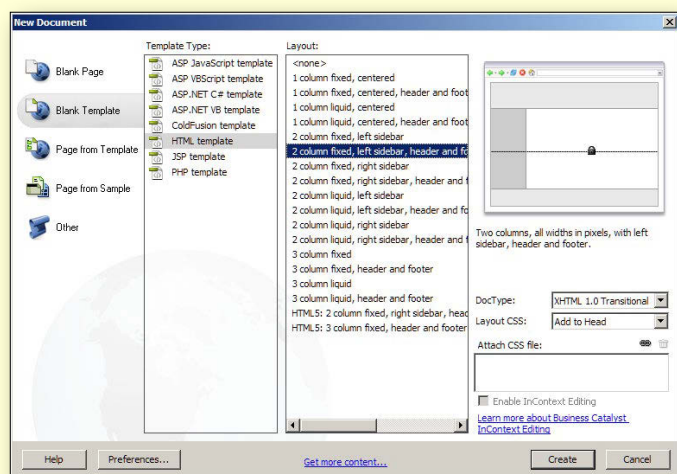 New Document
Blank Page
Blank Template
Page from Template
Page from Sample
Other
Template Type:
ASP JavaScript template
ASP VBScript template
ASP.NET C# template
ASP.NET VB template
ColdFusion template
HTML template
JSP template
PHP template
Layout:
<none>
1 column fixed, centered
1 column fixed, centered, header and foot
1 column liquid, centered
1 column liquid, centered, header and foot
2 column fixed, left sidebar
2 column fixed, left sidebar, header and fo
2 column fixed, right sidebar
2 column fixed, right sidebar, header and f
2 column liquid, left sidebar
2 column liquid, left sidebar, header and fo
2 column liquid, right sidebar
2 column liquid, right sidebar, header and f
3 column fixed
3 column fixed, header and footer
3 column liquid
3 column liquid, header and footer
HTML5: 2 column fixed, right sidebar, head
HTML5: 3 column fixed, header and footer
Two columns, all widths in pixels, with left
sidebar, header and footer.
DocType: XHTML 1.0 Transitional
Layout CSS: Add to Head
Attach CSS file:
Enable InContext Editing
Learn more about Business Catalyst
InContext Editing
Help Preferences... Get more content... Create Cancel